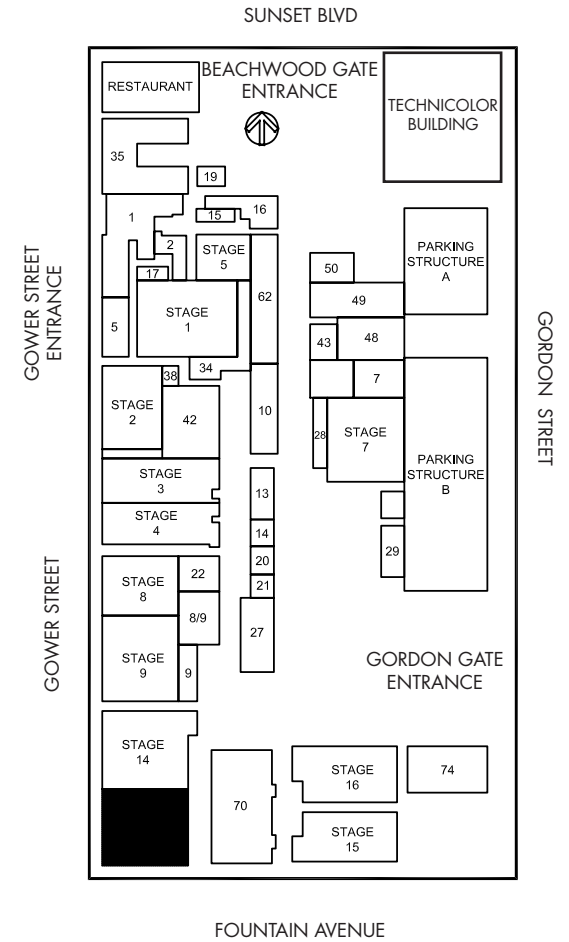 SUNSET BLVD
RESTAURANT
BEACHWOOD GATE
ENTRANCE
TECHNICOLOR
BUILDING
35
19
16
15
1
2
STAGE
5
PARKING
STRUCTURE
A
17
50
62
49
GOWER STREET
ENTRANCE
STAGE
1
5
43
48
GORDON STREET
34
38
7
STAGE
2
42
10
28
STAGE
7
PARKING
STRUCTURE
B
STAGE
3
13
STAGE
4
14
29
20
22
21
GOWER STREET
STAGE
8
8/9
27
STAGE
9
9
GORDON GATE
ENTRANCE
STAGE
14
STAGE
16
74
70
STAGE
15
FOUNTAIN AVENUE